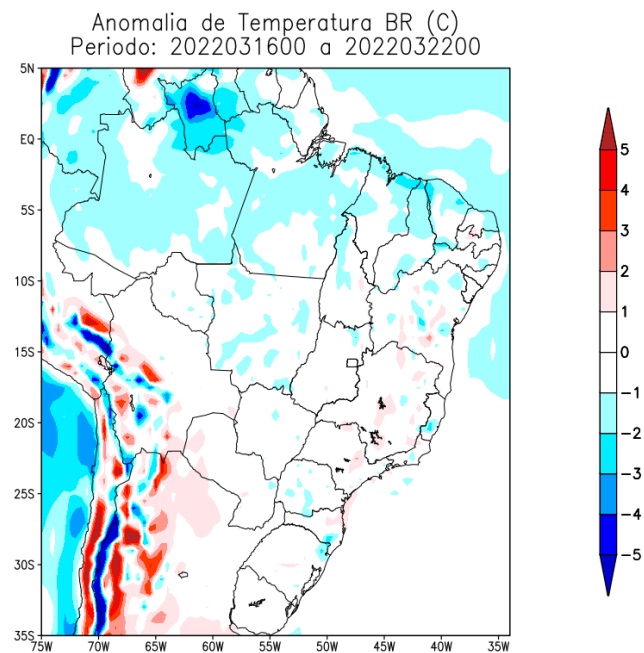 Anomalia de Temperatura BR (C)
Periodo: 2022031600 a 2022032200
5N
EQ
5S
10S
15S
20S
25S
30S
35S
75W
70W
65W
60W
55W
50W
45W
40W
35W
5
4
3
2
1
0
−1
−2
−3
−4
−5